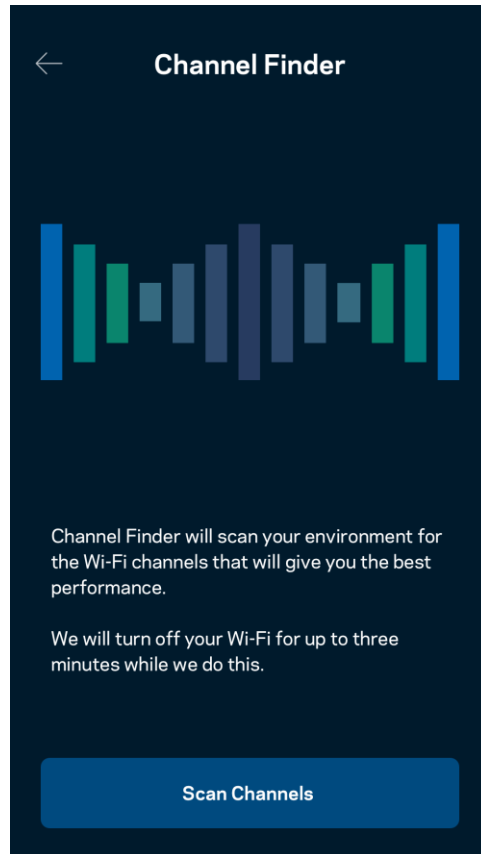 Channel Finder
Channel Finder will scan your environment for
the Wi-Fi channels that will give you the best
performance.
We will turn off your Wi-Fi for up to three
minutes while we do this.
Scan Channels